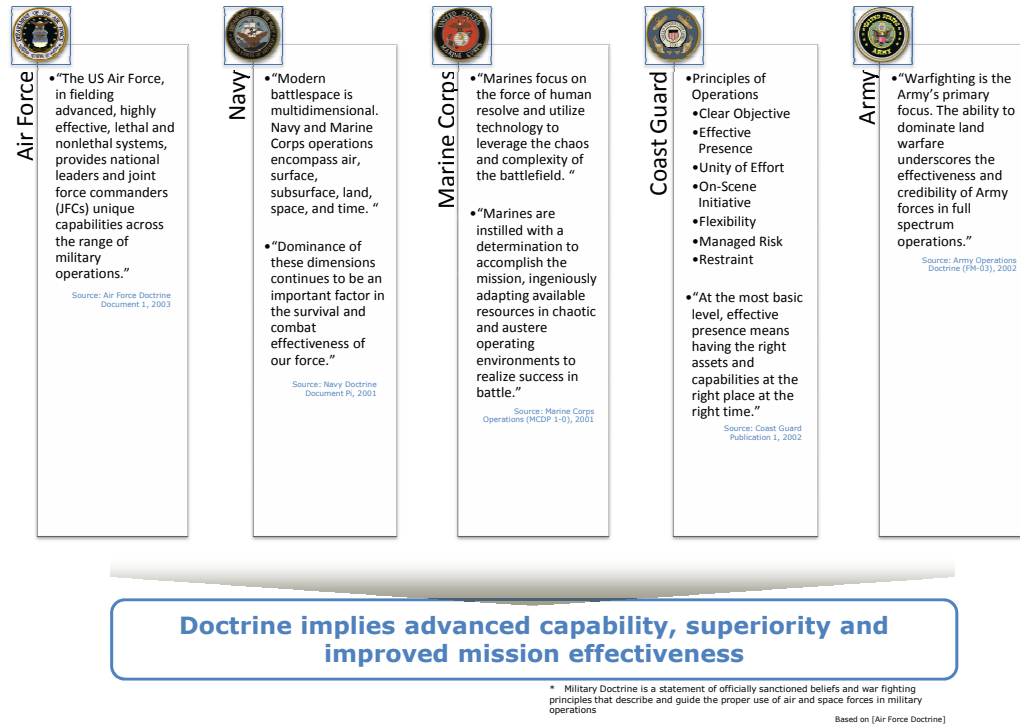 Air Force
•“The US Air Force,
in fielding
advanced, highly
effective, lethal and
nonlethal systems,
provides national
leaders and joint
force commanders
(JFCs) unique
capabilities across
the range of
military
operations.”
Source: Air Force Doctrine
Document 1, 2003
Navy
•“Modern
battlespace is
multidimensional.
Navy and Marine
Corps operations
encompass air,
surface,
subsurface, land,
space, and time. “
•“Dominance of
these dimensions
continues to be an
important factor in
the survival and
combat
effectiveness of
our force.”
Source: Navy Doctrine
Document Pi, 2001
Marine Corps
•“Marines focus on
the force of human
resolve and utilize
technology to
leverage the chaos
and complexity of
the battlefield. “
•“Marines are
instilled with a
determination to
accomplish the
mission, ingeniously
adapting available
resources in chaotic
and austere
operating
environments to
realize success in
battle.”
Source: Marine Corps
Operations (MCDP 1-0), 2001
Coast Guard
•Principles of
Operations
•Clear Objective
•Effective
Presence
•Unity of Effort
•On-Scene
Initiative
•Flexibility
•Managed Risk
•Restraint
•“At the most basic
level, effective
presence means
having the right
assets and
capabilities at the
right place at the
right time.”
Source: Coast Guard
Publication 1, 2002
Army
•“Warfighting is the
Army’s primary
focus. The ability to
dominate land
warfare
underscores the
effectiveness and
credibility of Army
forces in full
spectrum
operations.”
Source: Army Operations
Doctrine (FM-03), 2002
Doctrine implies advanced capability, superiority and
improved mission effectiveness
* Military Doctrine is a statement of officially sanctioned beliefs and war fighting
principles that describe and guide the proper use of air and space forces in military
operations
Based on [Air Force Doctrine]